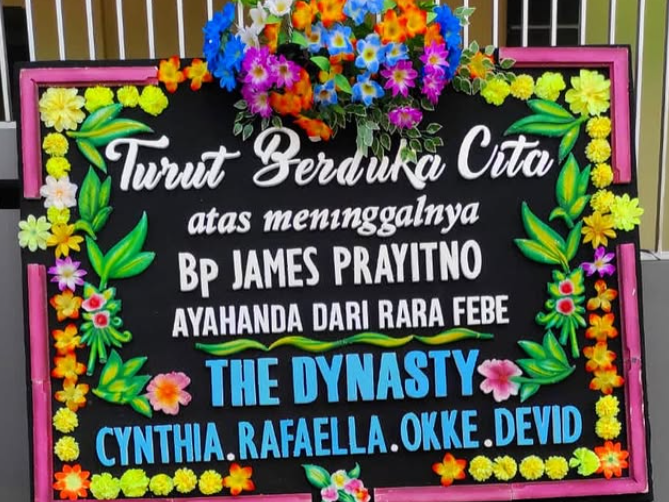 Turut Berduka Cita
atas meninggalnya
Bp JAMES PRAYITNO
AYAHANDA DARI RARA FEBE
THE DYNASTY
CYNTHIA.RAFAELLA.OKKE.DEVID